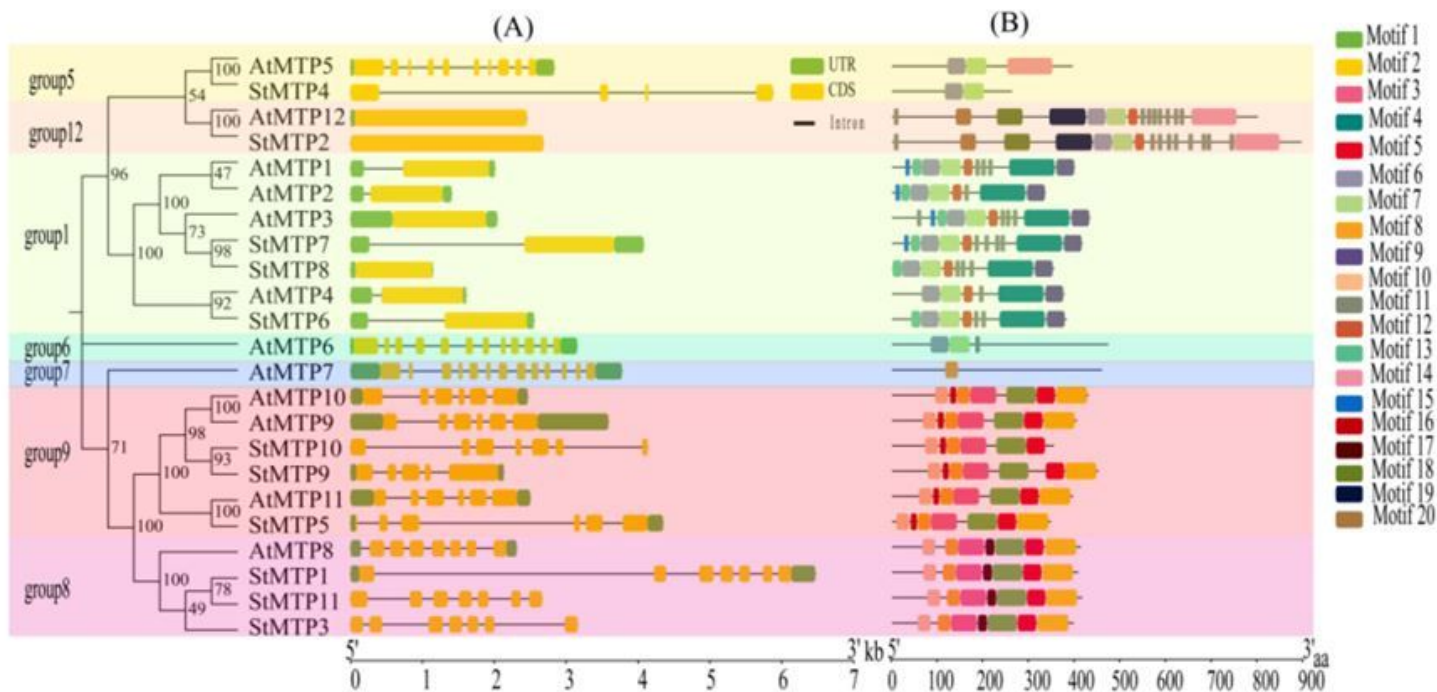 (A) (B)
group5
group12
group1
group6
group7
group9
group8
100
54
100
96
47
100
73
98
100
92
71
100
98
93
100
100
100
100
78
49
AtMTP5
StMTP4
AtMTP12
StMTP2
AtMTP1
AtMTP2
AtMTP3
StMTP7
StMTP8
AtMTP4
StMTP6
AtMTP6
AtMTP7
AtMTP10
AtMTP9
StMTP10
StMTP9
AtMTP11
StMTP5
AtMTP8
StMTP1
StMTP11
StMTP3
UTR
CDS
Intron
Motif 1
Motif 2
Motif 3
Motif 4
Motif 5
Motif 6
Motif 7
Motif 8
Motif 9
Motif 10
Motif 11
Motif 12
Motif 13
Motif 14
Motif 15
Motif 16
Motif 17
Motif 18
Motif 19
Motif 20
5' 3' kb
0 1 2 3 4 5 6 7
5' 3' aa
0 100 200 300 400 500 600 700 800 900